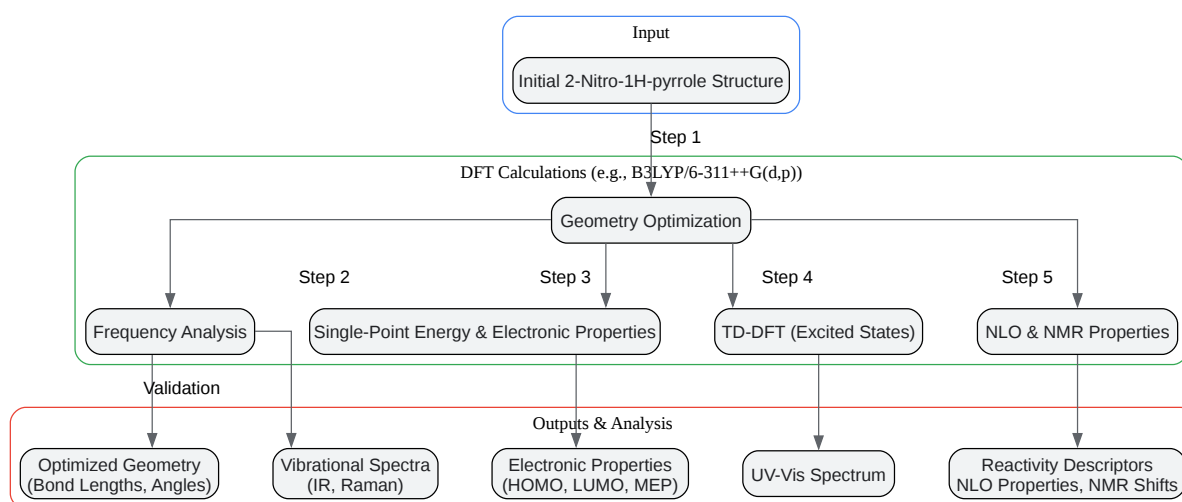 Input
Initial 2-Nitro-1H-pyrrole Structure
Step 1
DFT Calculations (e.g., B3LYP/6-311++G(d,p))
Geometry Optimization
Step 2
Step 3
Step 4
Step 5
Frequency Analysis
Single-Point Energy & Electronic Properties
TD-DFT (Excited States)
NLO & NMR Properties
Validation
Outputs & Analysis
Optimized Geometry
(Bond Lengths, Angles)
Vibrational Spectra
(IR, Raman)
Electronic Properties
(HOMO, LUMO, MEP)
UV-Vis Spectrum
Reactivity Descriptors
NLO Properties, NMR Shifts